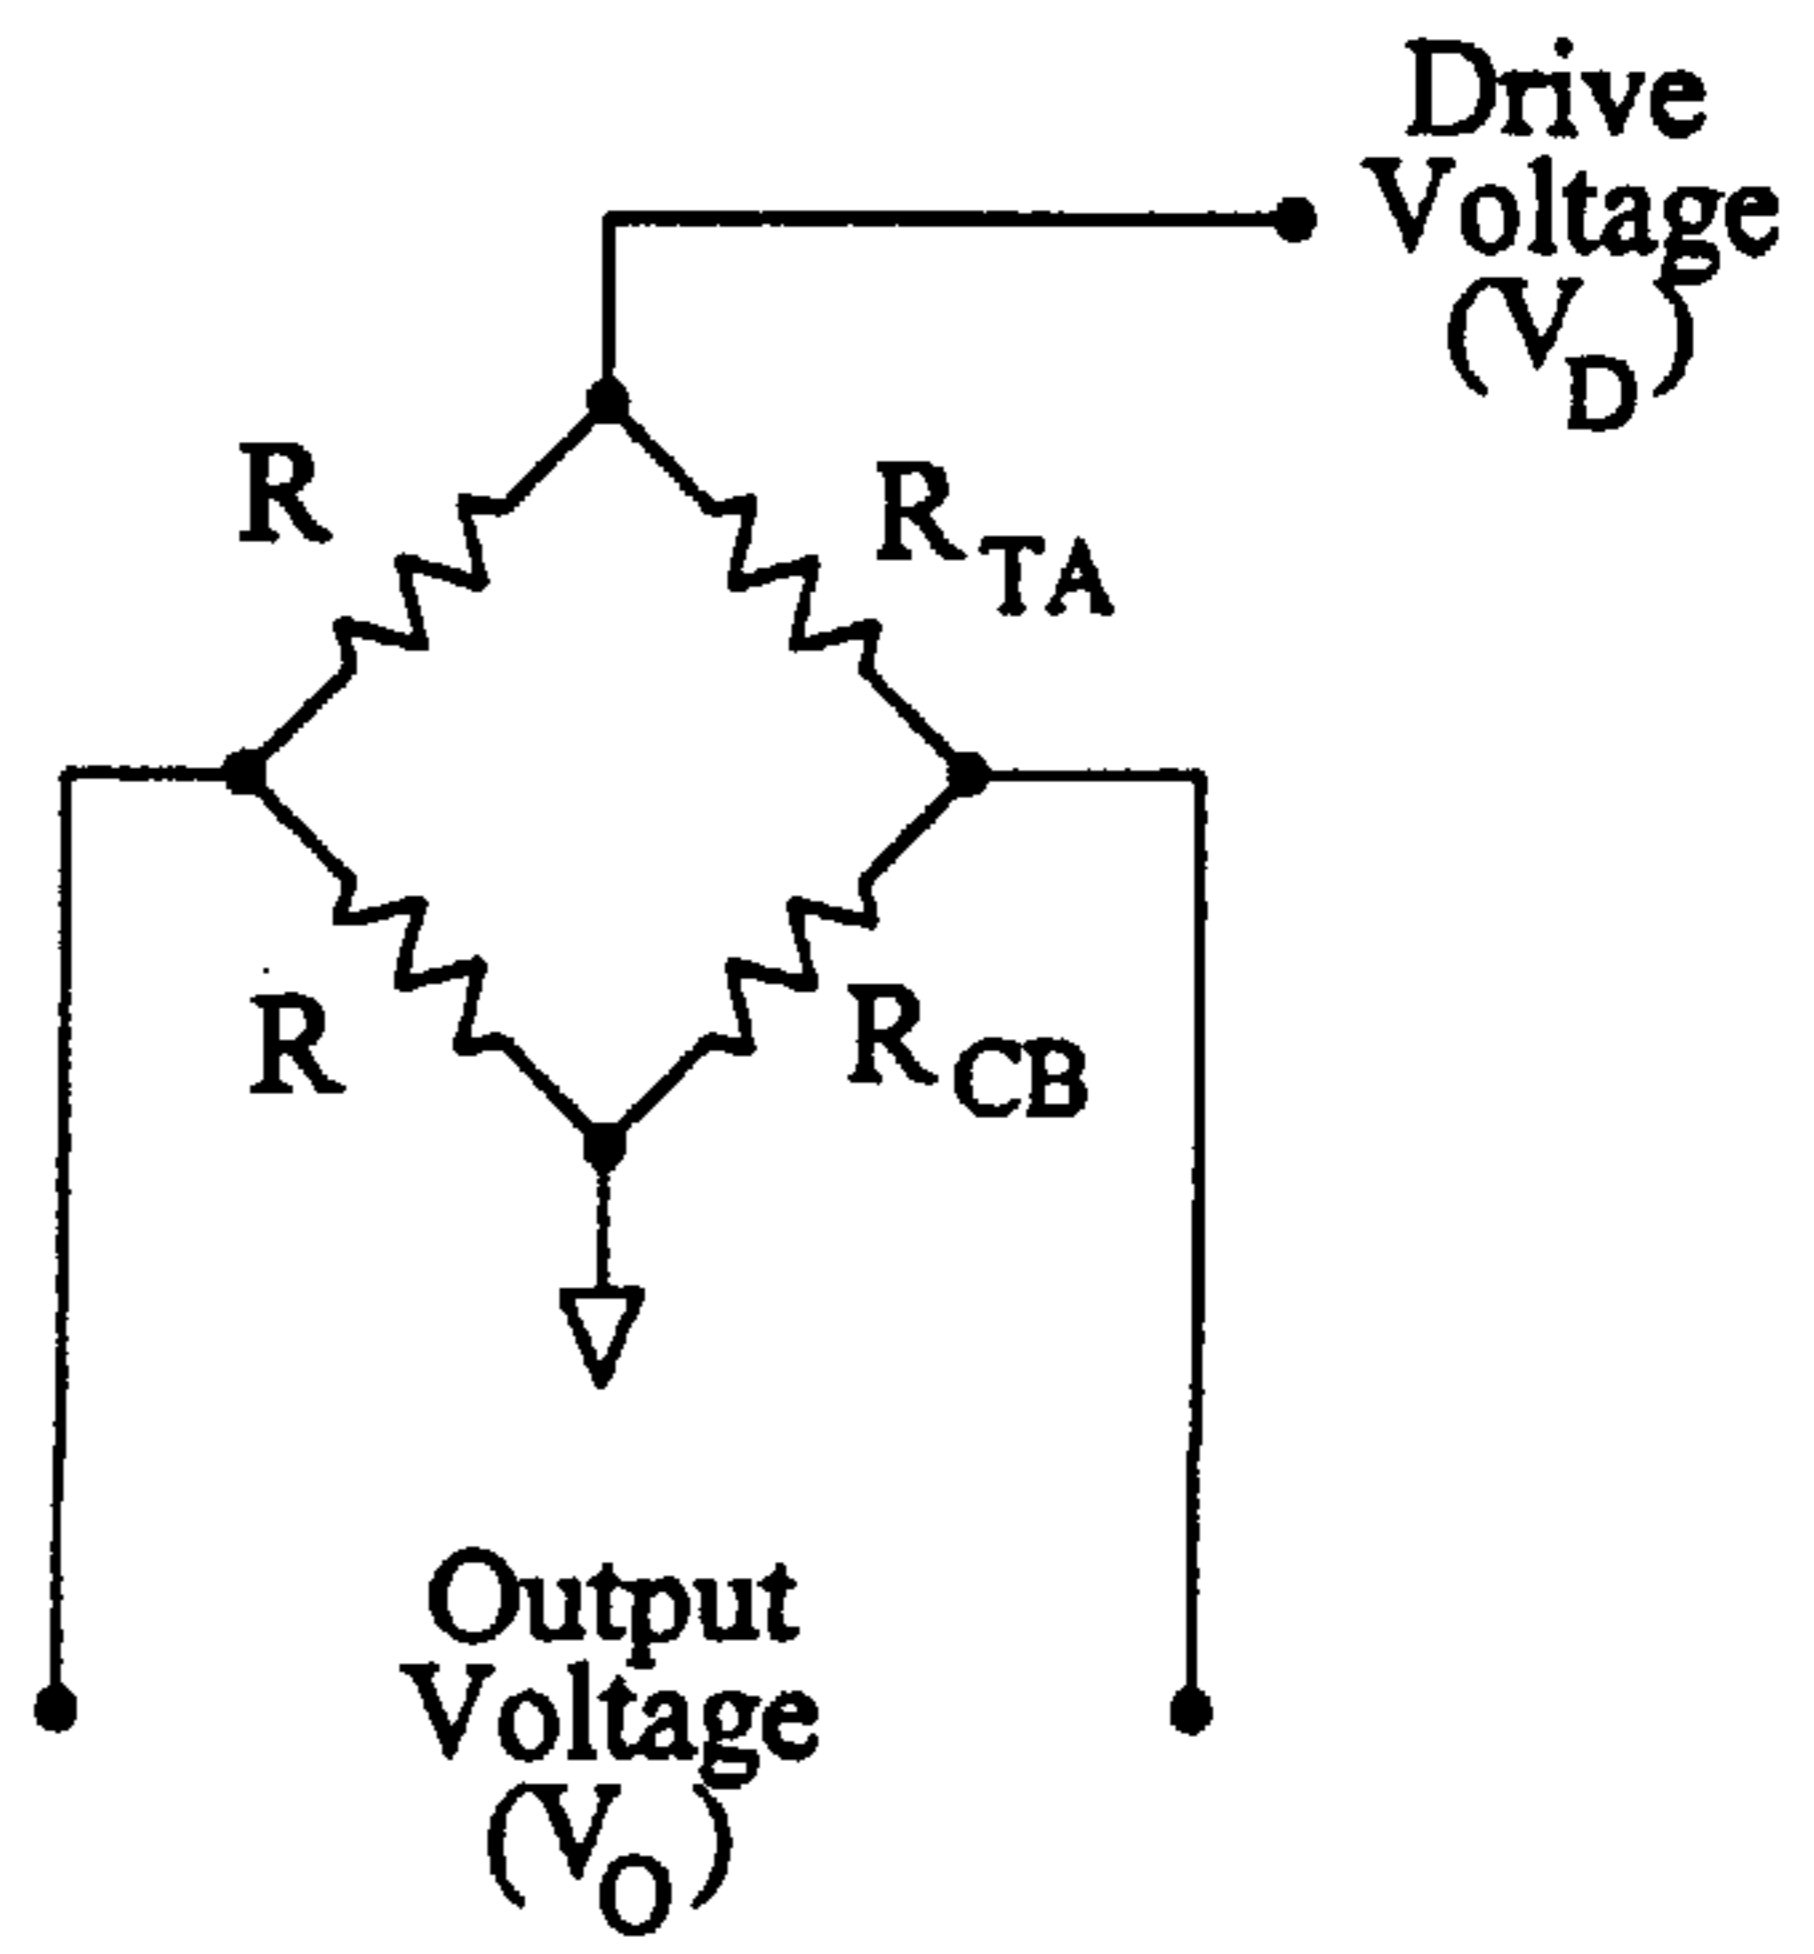 Drive
Voltage
(V_D)
R
R_TA
R
R_CB
Output
Voltage
(V_O)